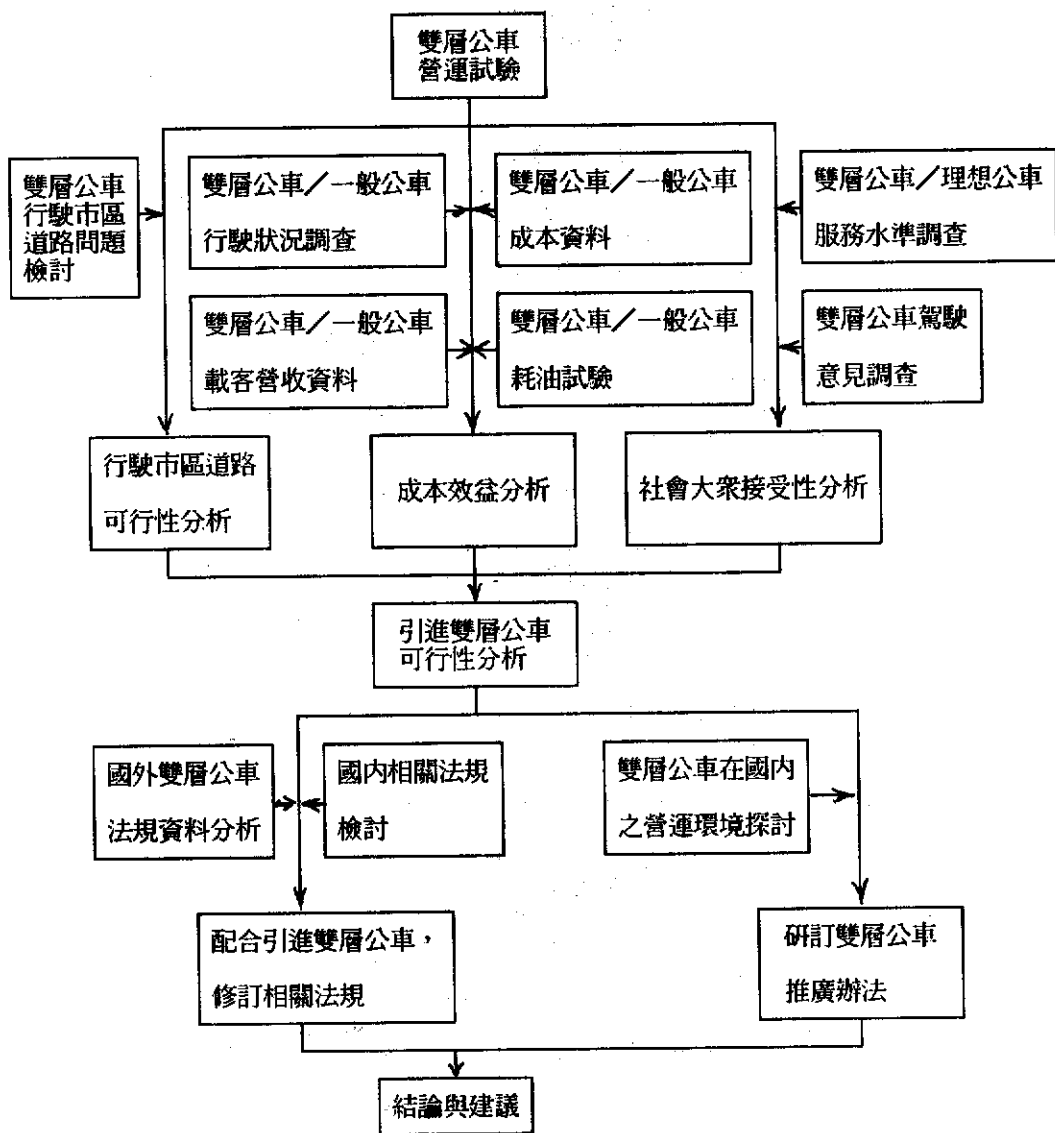 雙層公車
營運試驗
雙層公車
行駛市區
道路問題
檢討
雙層公車／一般公車
行駛狀況調查
雙層公車／一般公車
成本資料
雙層公車／理想公車
服務水準調查
雙層公車／一般公車
載客營收資料
雙層公車／一般公車
耗油試驗
雙層公車駕駛
意見調查
行駛市區道路
可行性分析
成本效益分析
社會大眾接受性分析
引進雙層公車
可行性分析
國外雙層公車
法規資料分析
國內相關法規
檢討
雙層公車在國內
之營運環境探討
配合引進雙層公車，
修訂相關法規
研訂雙層公車
推廣辦法
結論與建議